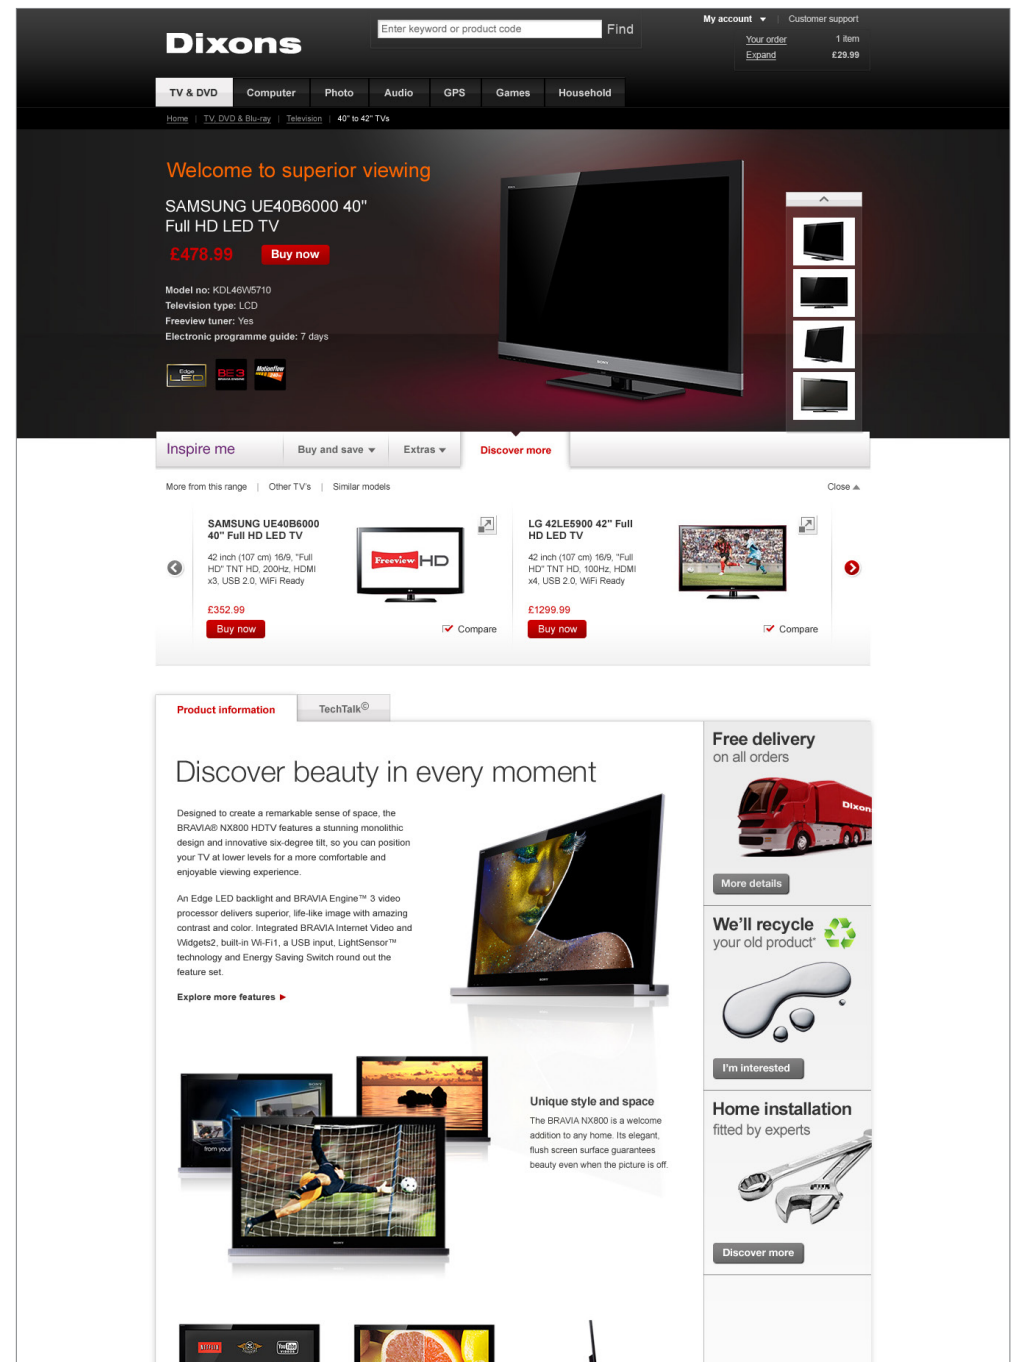 Dixons
Enter keyword or product code
Find
My account
Customer support
Your order
1 item
Expand
£29.99
TV & DVD
Computer
Photo
Audio
GPS
Games
Household
Home | TV, DVD & Blu-ray | Television | 40" to 42" TVs
Welcome to superior viewing
SAMSUNG UE40B6000 40"
Full HD LED TV
£478.99
Buy now
Model no: KDL46W5710
Television type: LCD
Freeview tuner: Yes
Electronic programme guide: 7 days
Edge
LED
BE3
Motionflow
SONY
Inspire me
Buy and save
Extras
Discover more
More from this range | Other TV's | Similar models
Close
SAMSUNG UE40B6000
40" Full HD LED TV
42 inch (107 cm) 16/9, "Full
HD" TNT HD, 200Hz, HDMI
x3, USB 2.0, WiFi Ready
£352.99
Buy now
Freeview HD
Compare
LG 42LE5900 42" Full
HD LED TV
42 inch (107 cm) 16/9, "Full
HD" TNT HD, 100Hz, HDMI
x4, USB 2.0, WiFi Ready
£1299.99
Buy now
Compare
Product information
TechTalk©
Discover beauty in every moment
Designed to create a remarkable sense of space, the
BRAVIA® NX800 HDTV features a stunning monolithic
design and innovative six-degree tilt, so you can position
your TV at lower levels for a more comfortable and
enjoyable viewing experience.
An Edge LED backlight and BRAVIA Engine™ 3 video
processor delivers superior, life-like image with amazing
contrast and color. Integrated BRAVIA Internet Video and
Widgets2, built-in Wi-Fi1, a USB input, LightSensor™
technology and Energy Saving Switch round out the
feature set.
Explore more features
SONY
from your
SONY
Unique style and space
The BRAVIA NX800 is a welcome
addition to any home. Its elegant,
flush screen surface guarantees
beauty even when the picture is off.
NETFLIX
YouTube
Free delivery
on all orders
Dixon
More details
We'll recycle
your old product*
I'm interested
Home installation
fitted by experts
Discover more